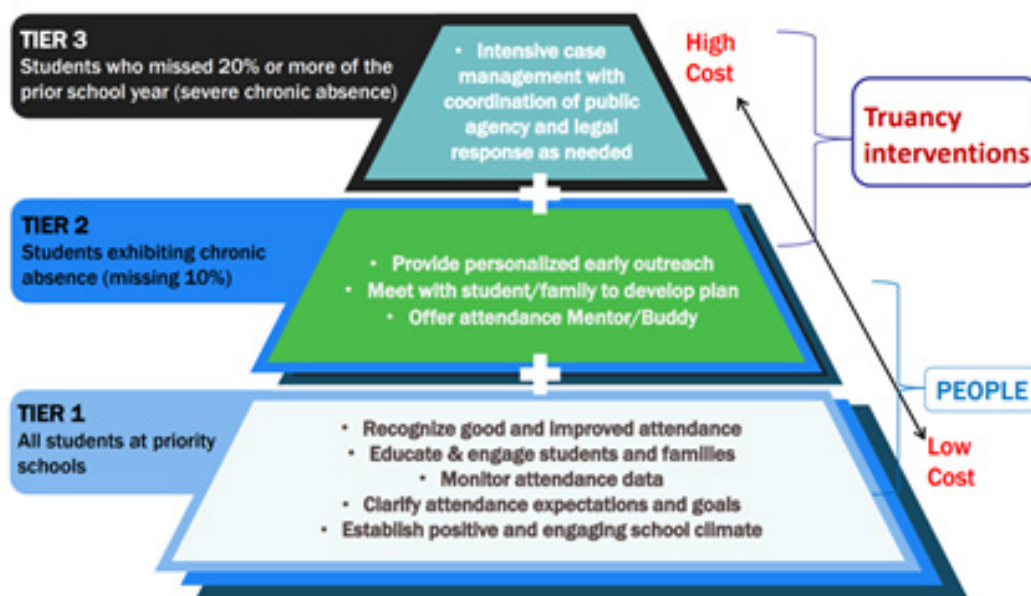 TIER 3
Students who missed 20% or more of the
prior school year (severe chronic absence)
• Intensive case
management with
coordination of public
agency and legal
response as needed
High
Cost
Truancy
interventions
TIER 2
Students exhibiting chronic
absence (missing 10%)
• Provide personalized early outreach
• Meet with student/family to develop plan
• Offer attendance Mentor/Buddy
PEOPLE
TIER 1
All students at priority
schools
• Recognize good and improved attendance
• Educate & engage students and families
• Monitor attendance data
• Clarify attendance expectations and goals
• Establish positive and engaging school climate
Low
Cost